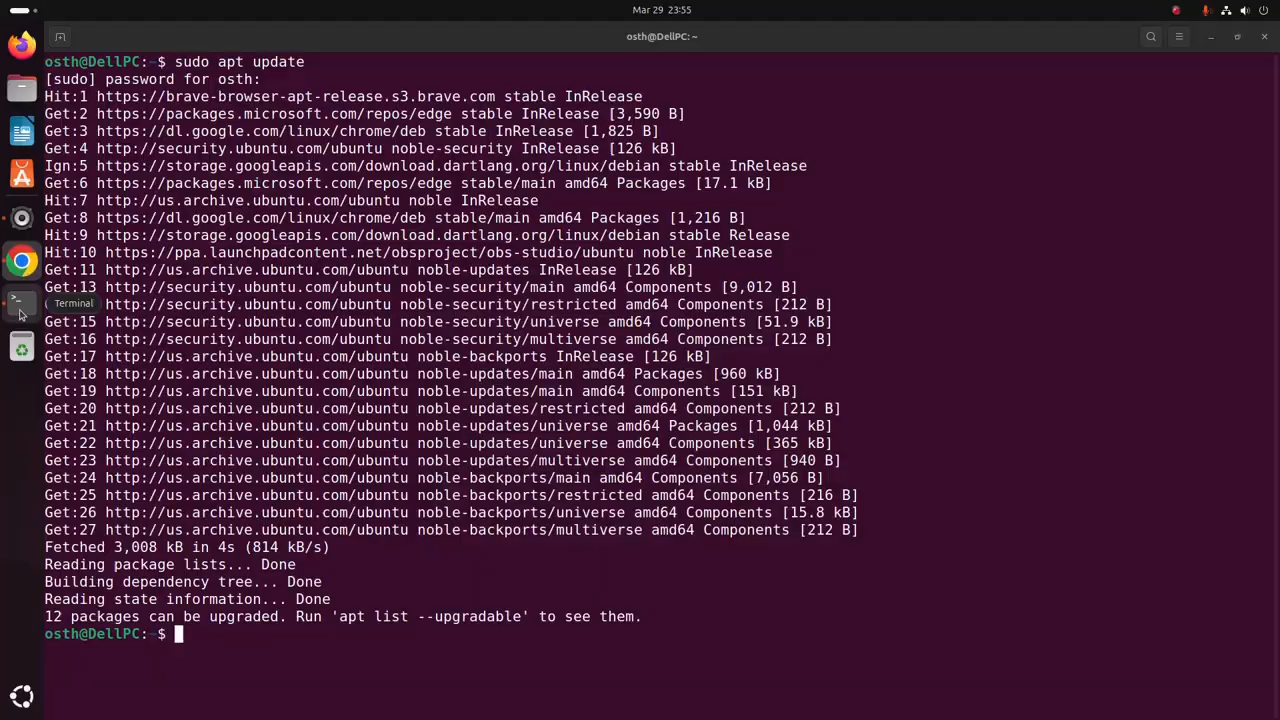 Mar 29 23:55
osth@DellPC: ~
osth@DellPC:~$ sudo apt update
[sudo] password for osth:
Hit:1 https://brave-browser-apt-release.s3.brave.com stable InRelease
Get:2 https://packages.microsoft.com/repos/edge stable InRelease [3,590 B]
Get:3 https://dl.google.com/linux/chrome/deb stable InRelease [1,825 B]
Get:4 http://security.ubuntu.com/ubuntu noble-security InRelease [126 kB]
Ign:5 https://storage.googleapis.com/download.dartlang.org/linux/debian stable InRelease
Get:6 https://packages.microsoft.com/repos/edge stable/main amd64 Packages [17.1 kB]
Hit:7 http://us.archive.ubuntu.com/ubuntu noble InRelease
Get:8 https://dl.google.com/linux/chrome/deb stable/main amd64 Packages [1,216 B]
Hit:9 https://storage.googleapis.com/download.dartlang.org/linux/debian stable Release
Hit:10 https://ppa.launchpadcontent.net/obsproject/obs-studio/ubuntu noble InRelease
Get:11 http://us.archive.ubuntu.com/ubuntu noble-updates InRelease [126 kB]
Get:13 http://security.ubuntu.com/ubuntu noble-security/main amd64 Components [9,012 B]
Terminal http://security.ubuntu.com/ubuntu noble-security/restricted amd64 Components [212 B]
Get:15 http://security.ubuntu.com/ubuntu noble-security/universe amd64 Components [51.9 kB]
Get:16 http://security.ubuntu.com/ubuntu noble-security/multiverse amd64 Components [212 B]
Get:17 http://us.archive.ubuntu.com/ubuntu noble-backports InRelease [126 kB]
Get:18 http://us.archive.ubuntu.com/ubuntu noble-updates/main amd64 Packages [960 kB]
Get:19 http://us.archive.ubuntu.com/ubuntu noble-updates/main amd64 Components [151 kB]
Get:20 http://us.archive.ubuntu.com/ubuntu noble-updates/restricted amd64 Components [212 B]
Get:21 http://us.archive.ubuntu.com/ubuntu noble-updates/universe amd64 Packages [1,044 kB]
Get:22 http://us.archive.ubuntu.com/ubuntu noble-updates/universe amd64 Components [365 kB]
Get:23 http://us.archive.ubuntu.com/ubuntu noble-updates/multiverse amd64 Components [940 B]
Get:24 http://us.archive.ubuntu.com/ubuntu noble-backports/main amd64 Components [7,056 B]
Get:25 http://us.archive.ubuntu.com/ubuntu noble-backports/restricted amd64 Components [216 B]
Get:26 http://us.archive.ubuntu.com/ubuntu noble-backports/universe amd64 Components [15.8 kB]
Get:27 http://us.archive.ubuntu.com/ubuntu noble-backports/multiverse amd64 Components [212 B]
Fetched 3,008 kB in 4s (814 kB/s)
Reading package lists... Done
Building dependency tree... Done
Reading state information... Done
12 packages can be upgraded. Run 'apt list --upgradable' to see them.
osth@DellPC:~$